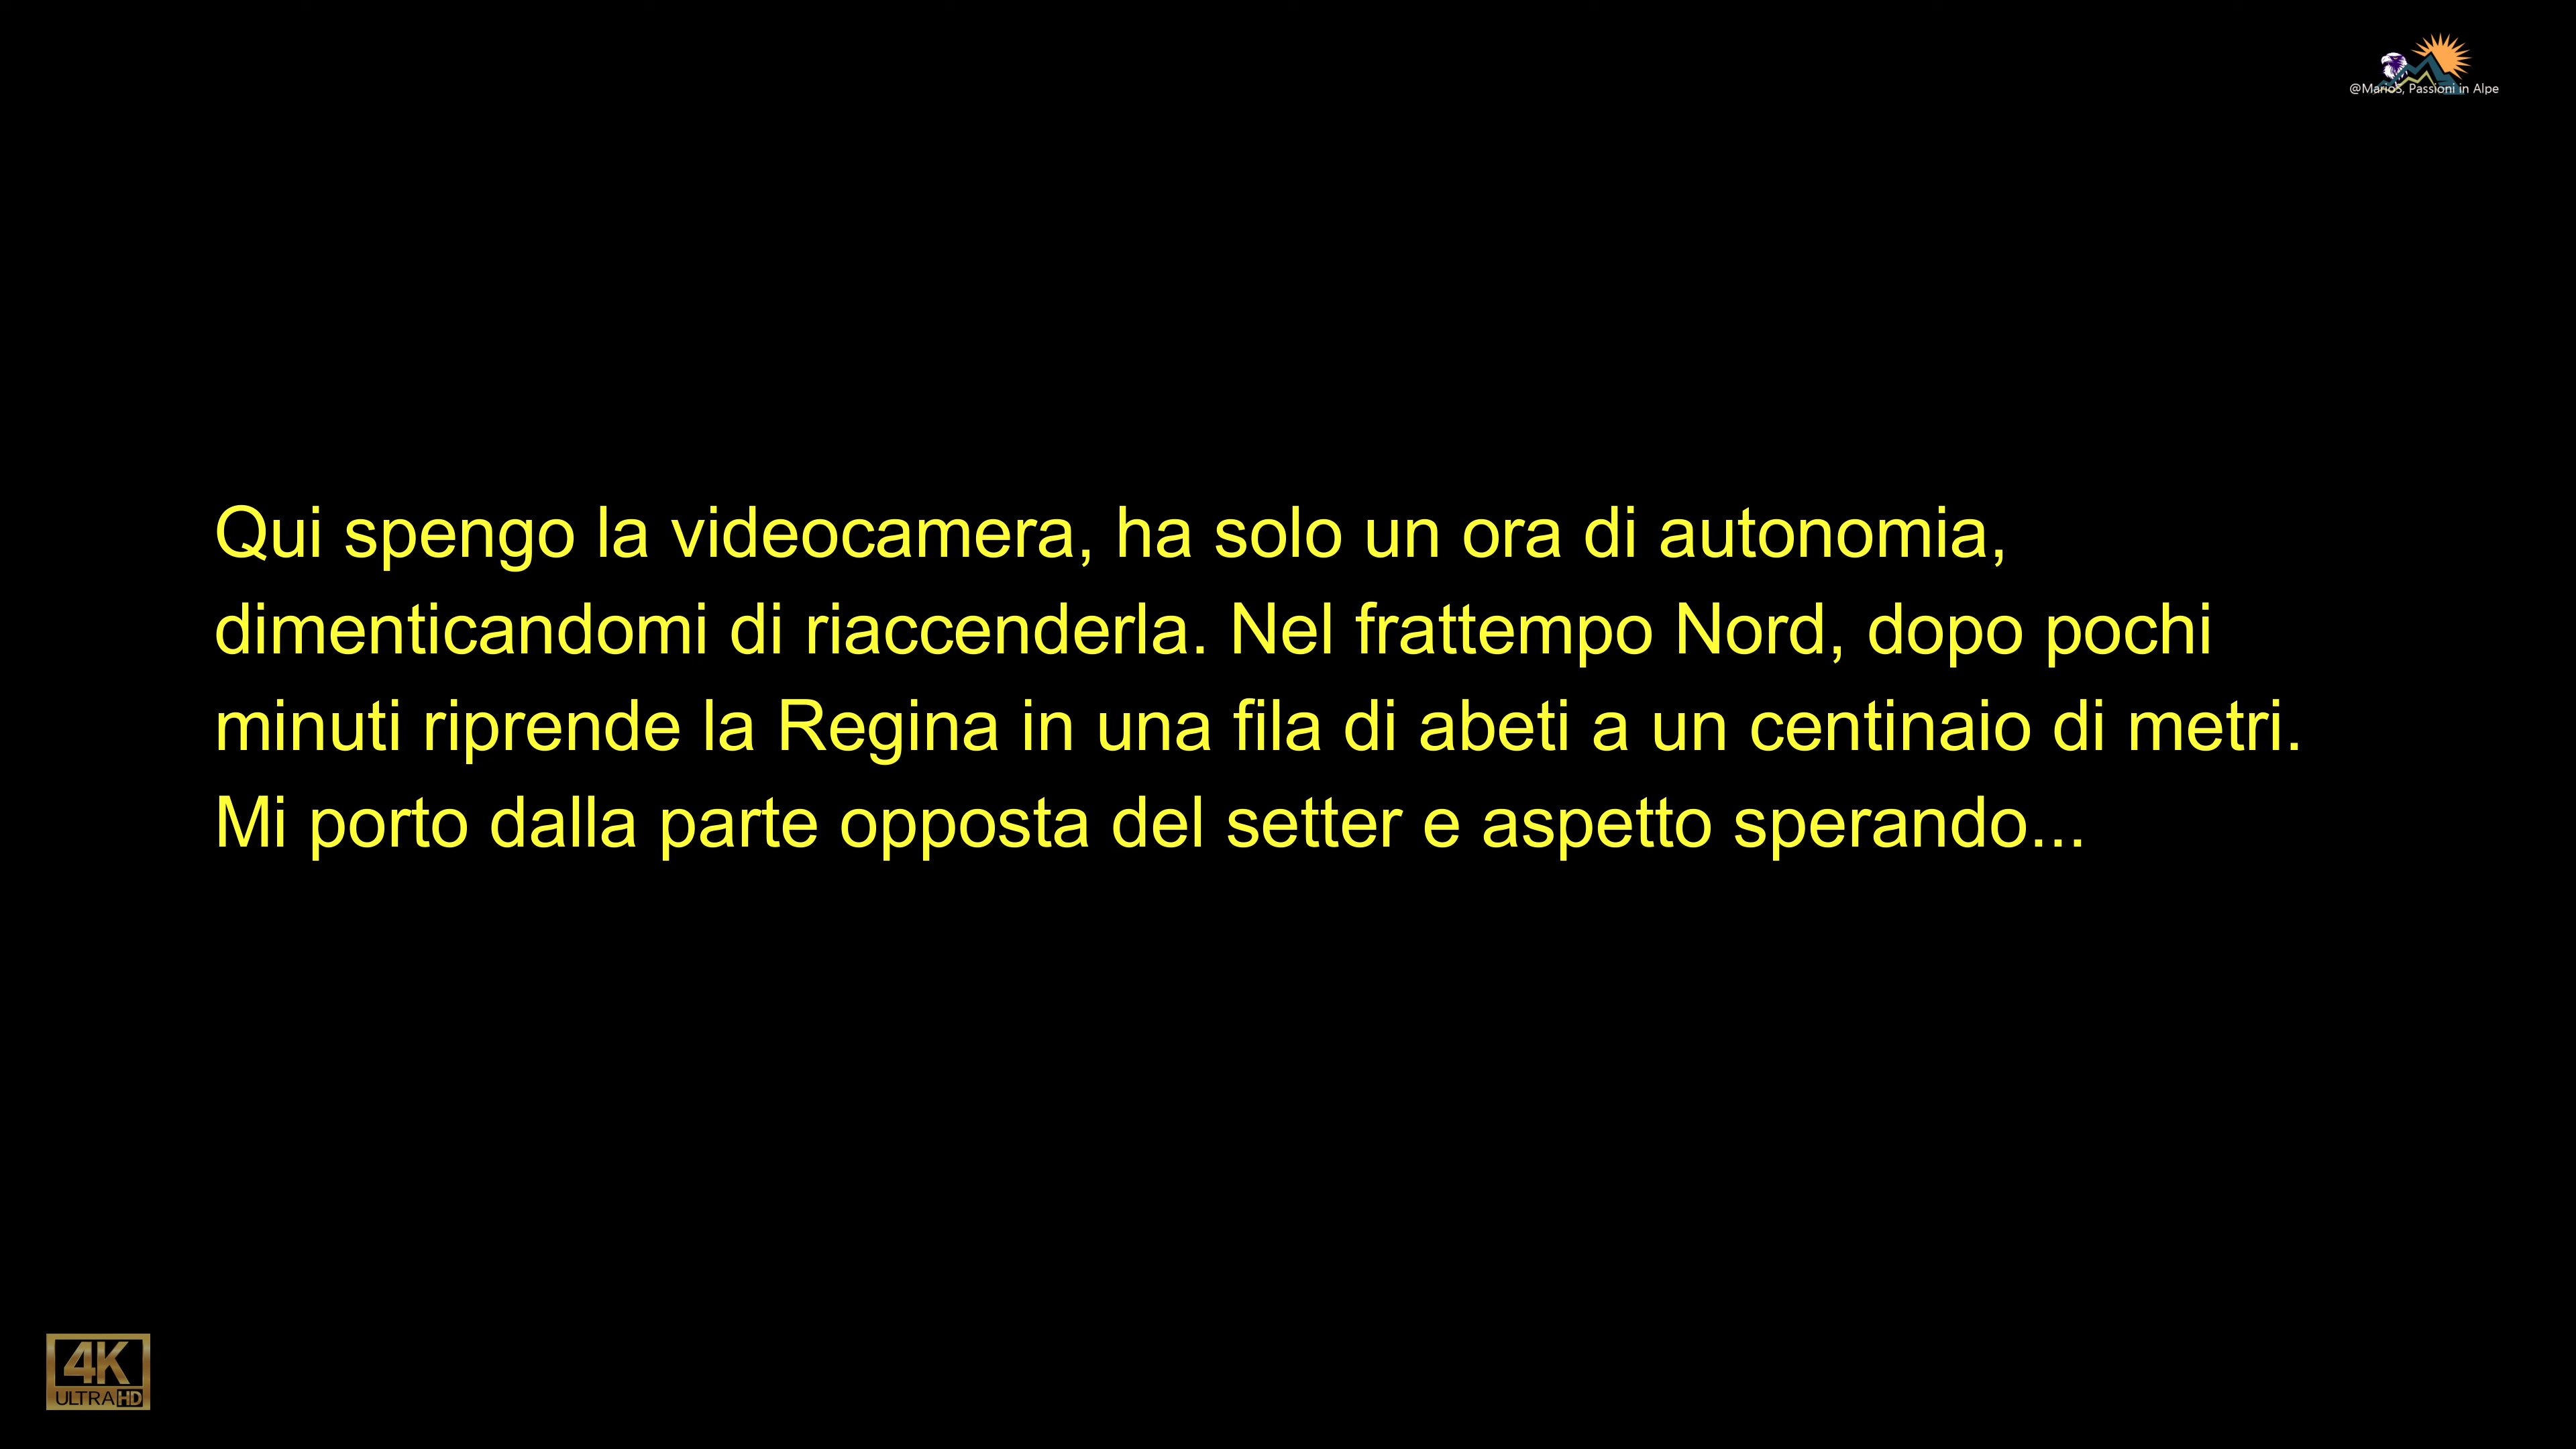 @MarioS, Passioni in Alpe
Qui spengo la videocamera, ha solo un ora di autonomia,
dimenticandomi di riaccenderla. Nel frattempo Nord, dopo pochi
minuti riprende la Regina in una fila di abeti a un centinaio di metri.
Mi porto dalla parte opposta del setter e aspetto sperando...
4K
ULTRA HD